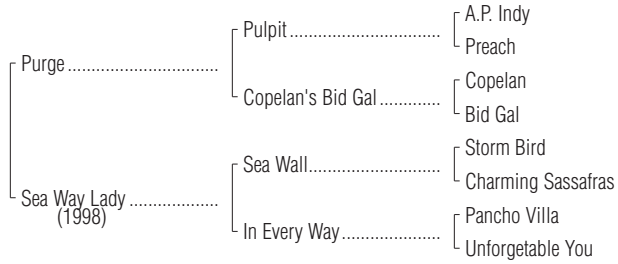 A.P. Indy
Pulpit
Preach
Purge
Copelan
Copelan's Bid Gal
Bid Gal
Storm Bird
Sea Wall
Charming Sassafras
Sea Way Lady
(1998)
Pancho Villa
In Every Way
Unforgetable You